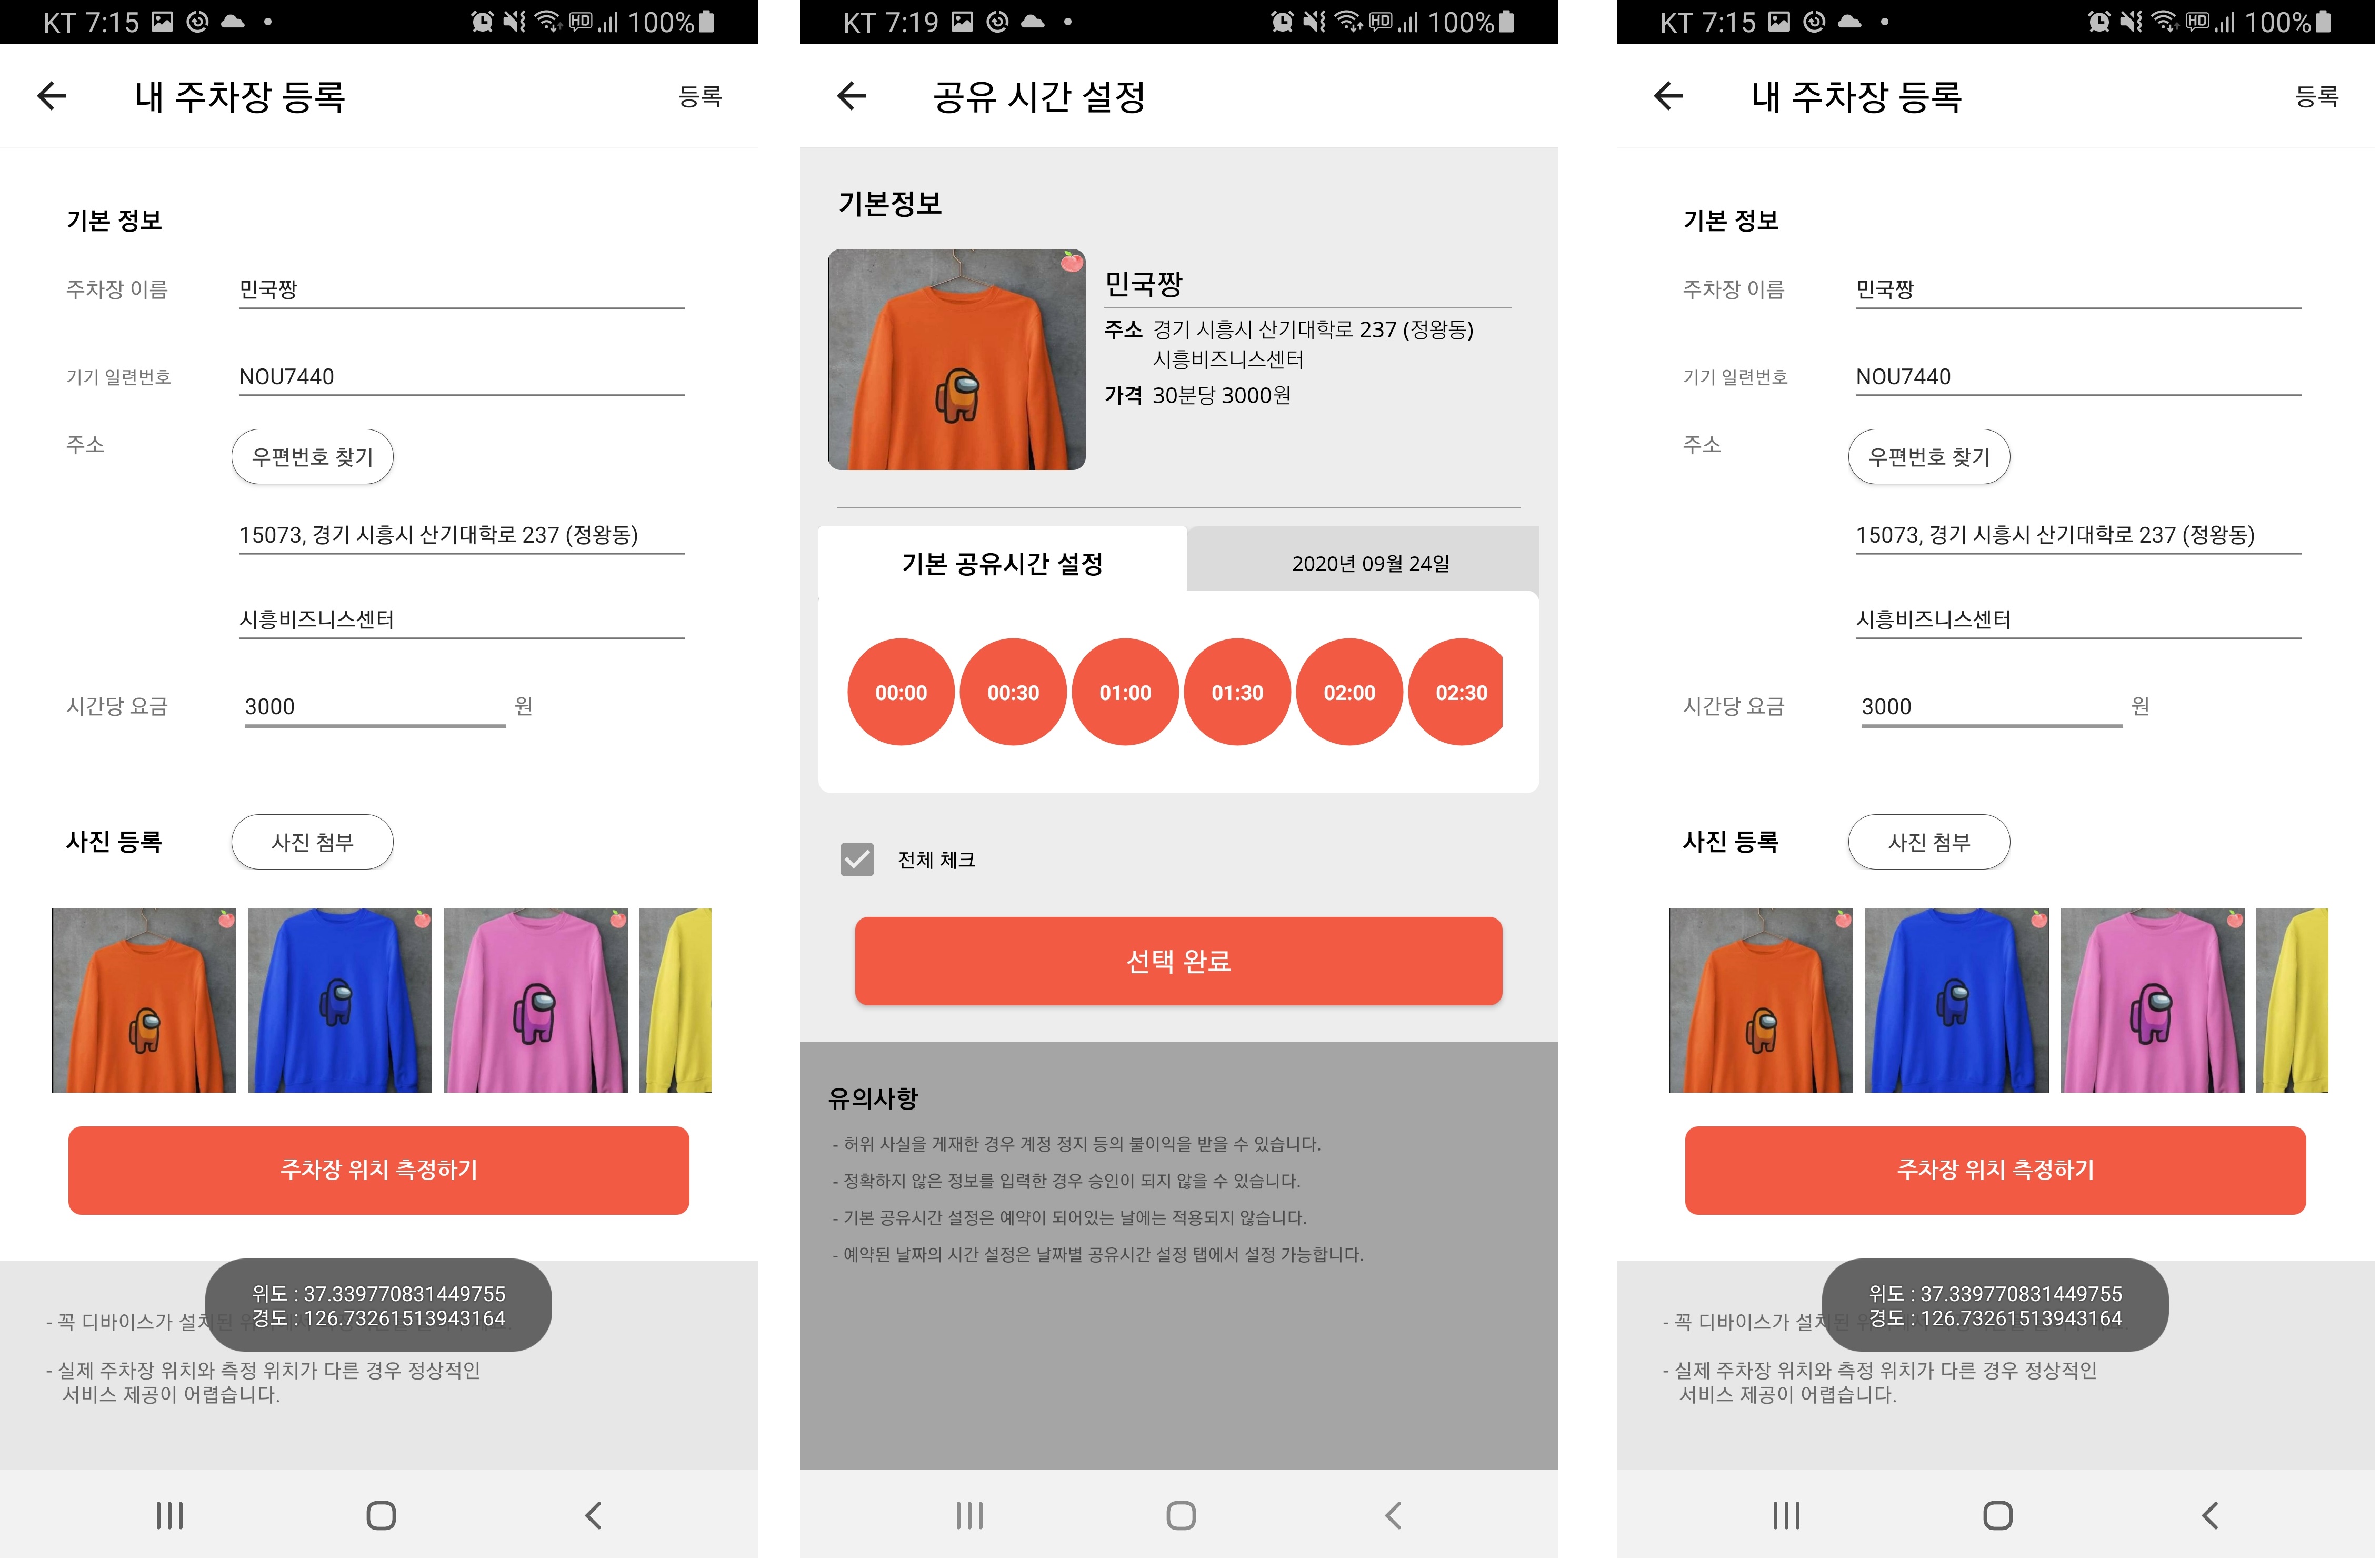 KT 7:15
HD 100%
내 주차장 등록
등록
기본 정보
주차장 이름
민국짱
기기 일련번호
NOU7440
주소
우편번호 찾기
15073, 경기 시흥시 산기대학로 237 (정왕동)
시흥비즈니스센터
시간당 요금
3000
원
사진 등록
사진 첨부
주차장 위치 측정하기
위도 : 37.339770831449755
경도 : 126.73261513943164
- 꼭 디바이스가 설치된
- 실제 주차장 위치와 측정 위치가 다른 경우 정상적인
서비스 제공이 어렵습니다.
KT 7:19
HD 100%
공유 시간 설정
기본정보
민국짱
주소 경기 시흥시 산기대학로 237 (정왕동)
시흥비즈니스센터
가격 30분당 3000원
기본 공유시간 설정
2020년 09월 24일
00:00 00:30 01:00 01:30 02:00 02:30
전체 체크
선택 완료
유의사항
- 허위 사실을 게재한 경우 계정 정지 등의 불이익을 받을 수 있습니다.
- 정확하지 않은 정보를 입력한 경우 승인이 되지 않을 수 있습니다.
- 기본 공유시간 설정은 예약이 되어있는 날에는 적용되지 않습니다.
- 예약된 날짜의 시간 설정은 날짜별 공유시간 설정 탭에서 설정 가능합니다.
KT 7:15
HD 100%
내 주차장 등록
등록
기본 정보
주차장 이름
민국짱
기기 일련번호
NOU7440
주소
우편번호 찾기
15073, 경기 시흥시 산기대학로 237 (정왕동)
시흥비즈니스센터
시간당 요금
3000
원
사진 등록
사진 첨부
주차장 위치 측정하기
위도 : 37.339770831449755
경도 : 126.73261513943164
- 꼭 디바이스가 설치된
- 실제 주차장 위치와 측정 위치가 다른 경우 정상적인
서비스 제공이 어렵습니다.